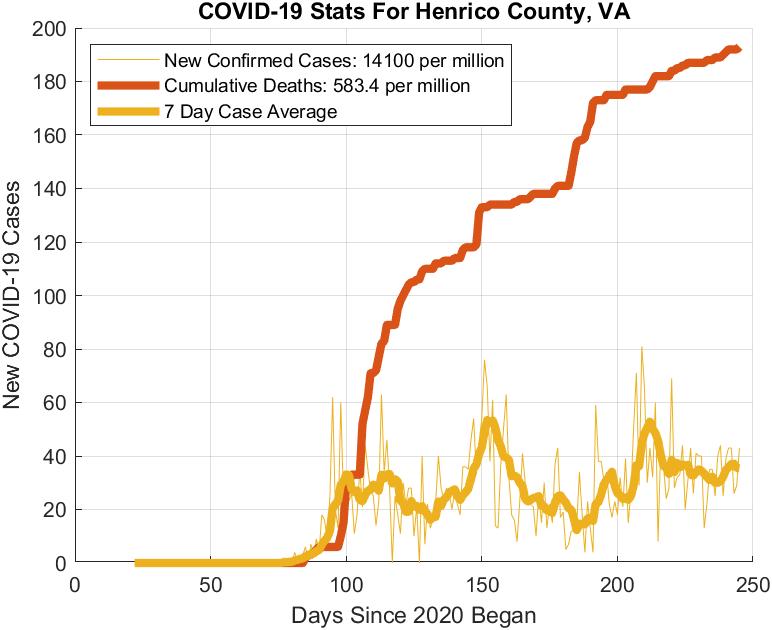 COVID-19 Stats For Henrico County, VA
New Confirmed Cases: 14100 per million
Cumulative Deaths: 583.4 per million
7 Day Case Average
New COVID-19 Cases
200
180
160
140
120
100
80
60
40
20
0
0 50 100 150 200 250
Days Since 2020 Began